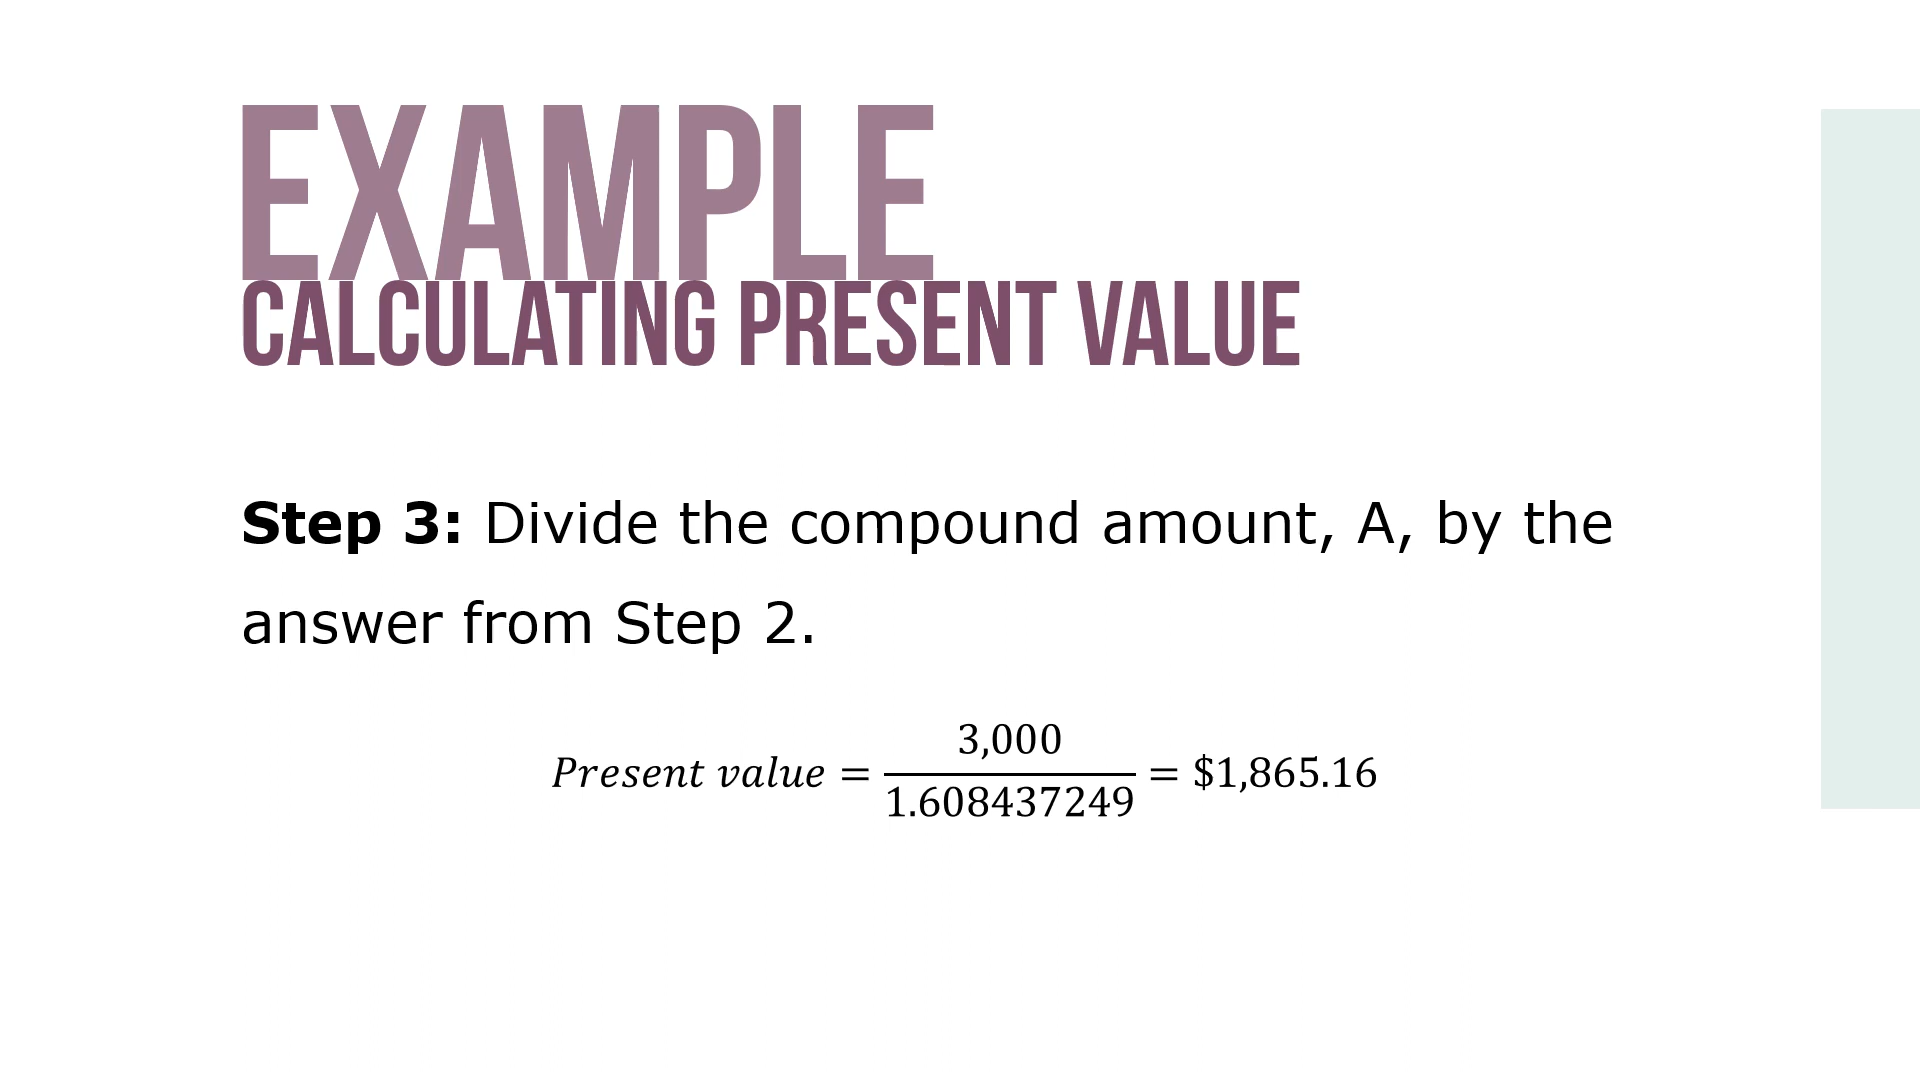 EXAMPLE
CALCULATING PRESENT VALUE
Step 3: Divide the compound amount, A, by the
answer from Step 2.
Present value = 3,000 / 1.608437249 = $1,865.16